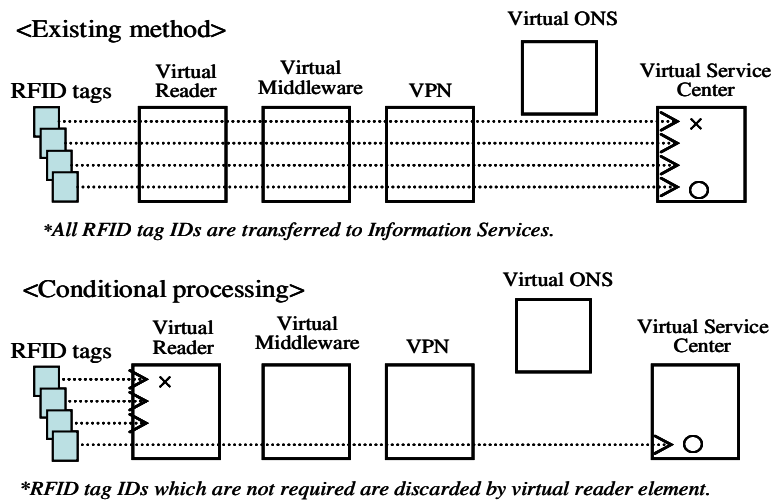 <Existing method>
Virtual ONS
RFID tags
Virtual
Reader
Virtual
Middleware
VPN
Virtual Service
Center
×
○
*All RFID tag IDs are transferred to Information Services.
<Conditional processing>
Virtual ONS
RFID tags
Virtual
Reader
Virtual
Middleware
VPN
Virtual Service
Center
×
○
*RFID tag IDs which are not required are discarded by virtual reader element.